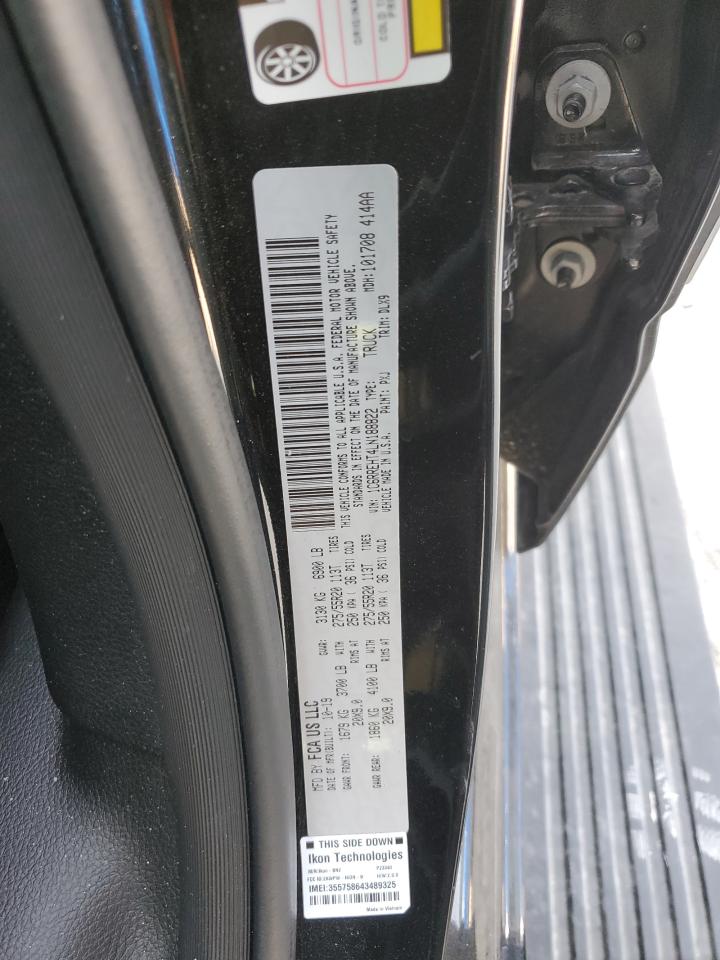 MFD BY FCA US LLC
DATE OF MFR(BUILT): 10-19 GVWR: 3130 KG 6900 LB
GAWR FRONT: 1679 KG 3700 LB WITH 275/55R20 113T TIRES
20X9.0 RIMS AT 250 KPA ( 36 PSI) COLD
GAWR REAR: 1860 KG 4100 LB WITH 275/55R20 113T TIRES
20X9.0 RIMS AT 250 KPA ( 36 PSI) COLD
THIS VEHICLE CONFORMS TO ALL APPLICABLE U.S.A. FEDERAL MOTOR VEHICLE SAFETY
STANDARDS IN EFFECT ON THE DATE OF MANUFACTURE SHOWN ABOVE.
VIN: 1C6RREHT4LN188822 TYPE: TRUCK MDH:101708 414AA
VEHICLE MADE IN U.S.A. PAINT: PXJ TRIM: DLX9
THIS SIDE DOWN
Ikon Technologies
IMEI:355758643489325
Made in Vietnam
COLD